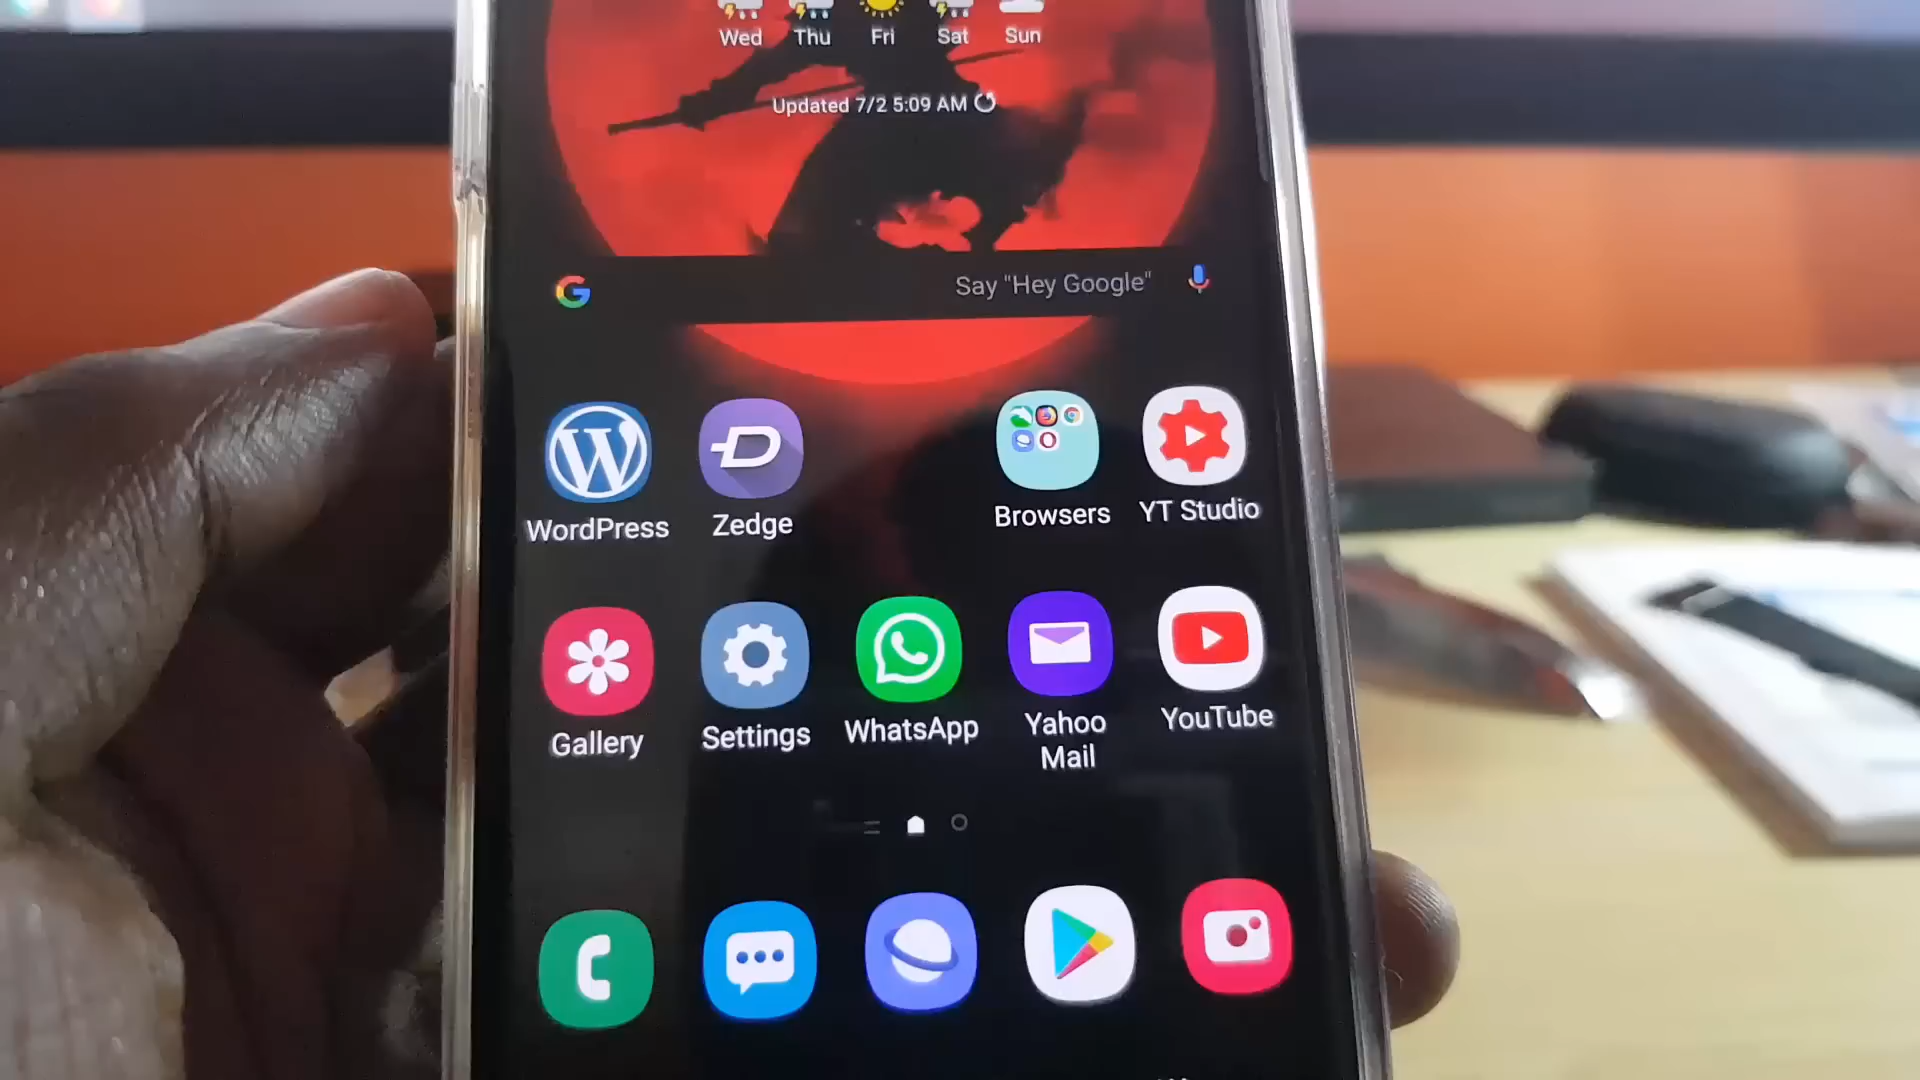 Wed Thu Fri Sat Sun
Updated 7/2 5:09 AM
Say "Hey Google"
WordPress Zedge Browsers YT Studio
Gallery Settings WhatsApp Yahoo Mail YouTube